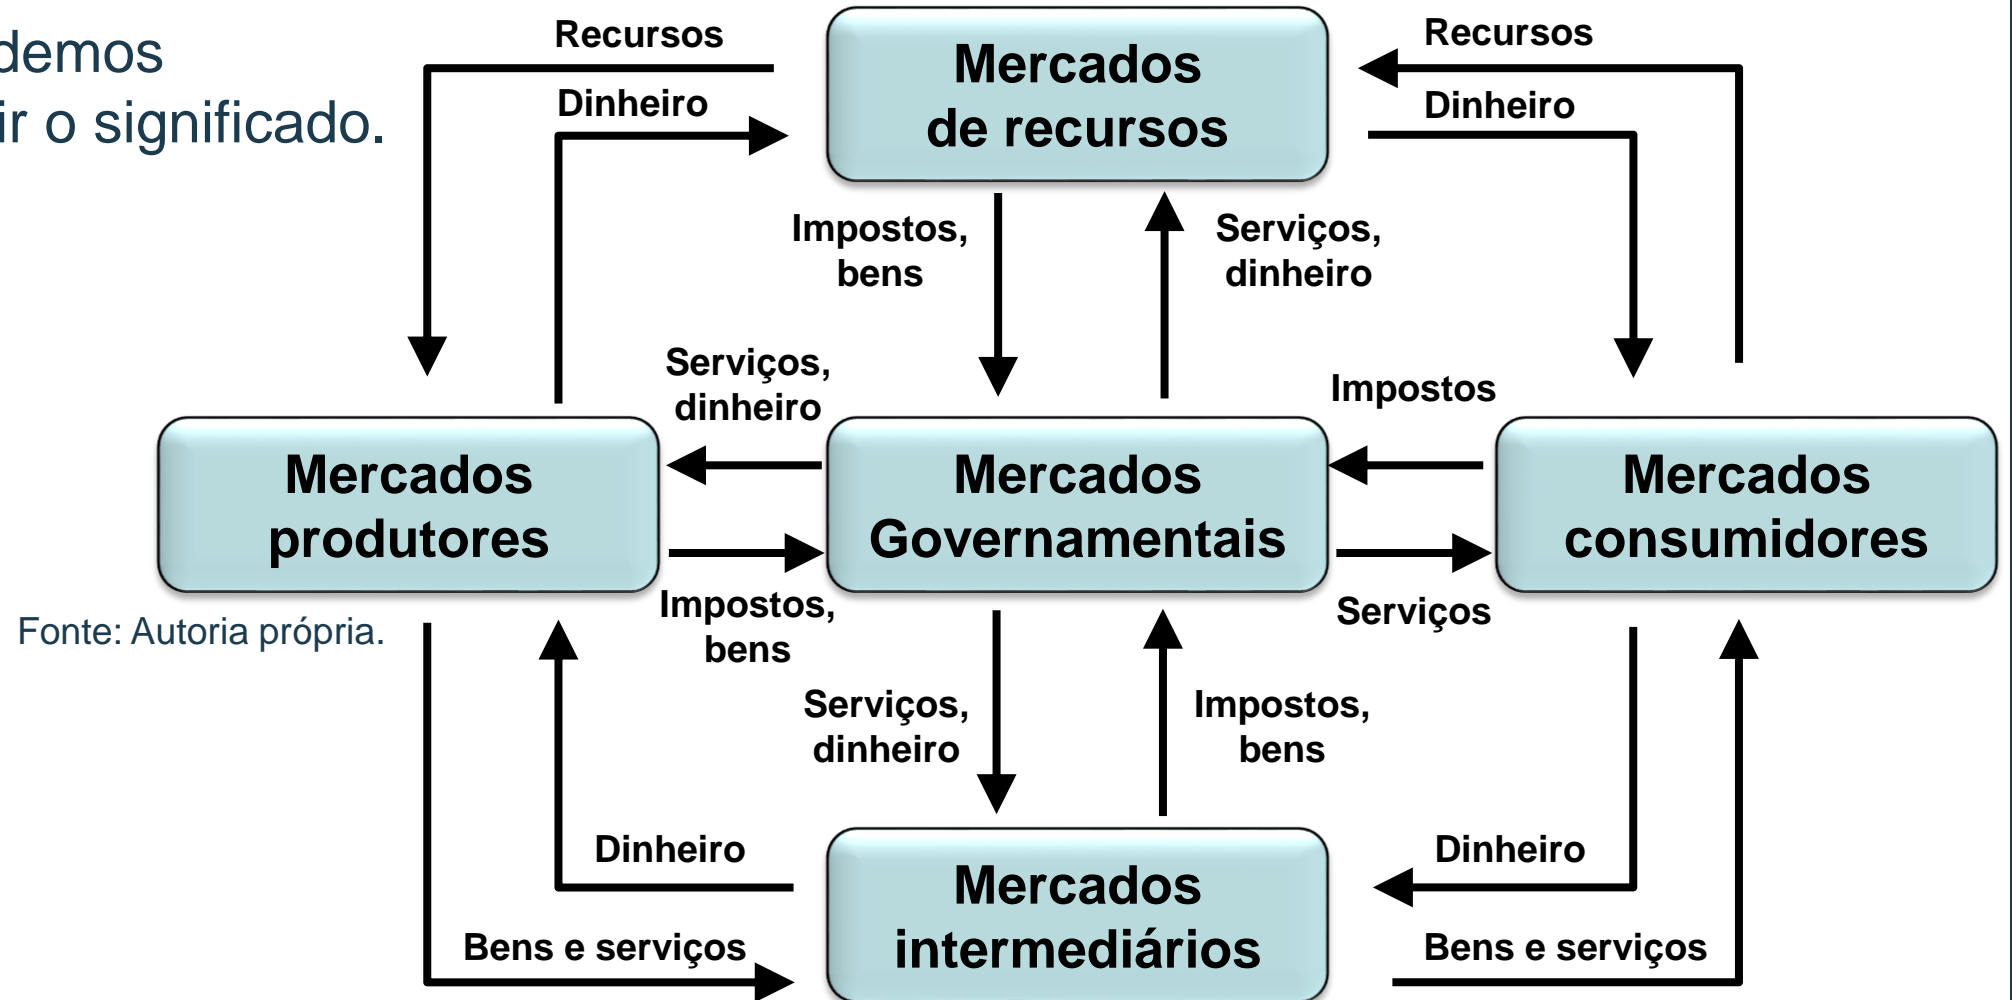 demos
ir o significado.
Recursos
Mercados
de recursos
Recursos
Dinheiro
Dinheiro
Impostos,
bens
Serviços,
dinheiro
Serviços,
dinheiro
Impostos
Mercados
produtores
Mercados
Governamentais
Mercados
consumidores
Impostos,
bens
Serviços
Fonte: Autoria própria.
Serviços,
dinheiro
Impostos,
bens
Dinheiro
Dinheiro
Mercados
intermediários
Bens e serviços
Bens e serviços